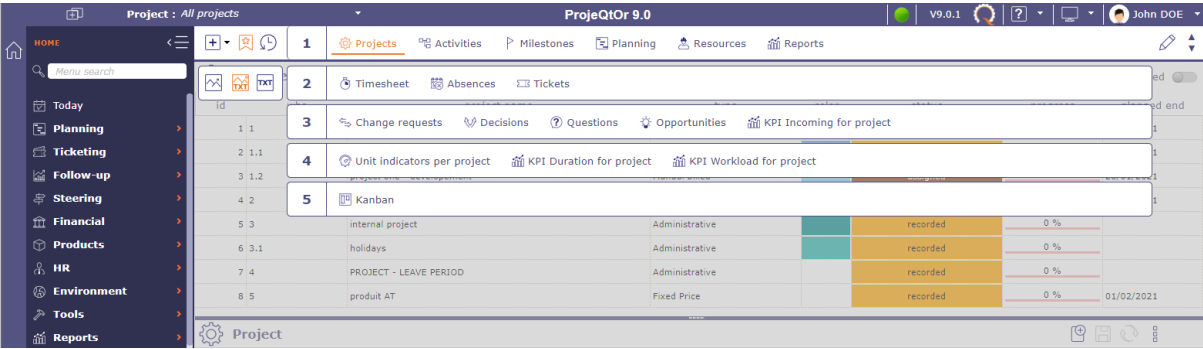 Project : All projects ProjeQtOr 9.0 V9.0.1 ? John DOE
HOME
Menu search
Today
Planning
Ticketing
Follow-up
Steering
Financial
Products
HR
Environment
Tools
Reports
1 Projects Activities Milestones Planning Resources Reports
TXT TXT
2 Timesheet Absences Tickets
3 Change requests Decisions Questions Opportunities KPI Incoming for project
4 Unit indicators per project KPI Duration for project KPI Workload for project
5 Kanban
id
1 1
2 1.1
3 1.2
4 2
5 3 internal project Administrative recorded 0 %
6 3.1 holidays Administrative recorded 0 %
7 4 PROJECT - LEAVE PERIOD Administrative recorded 0 %
8 5 produit AT Fixed Price recorded 0 % 01/02/2021
Project